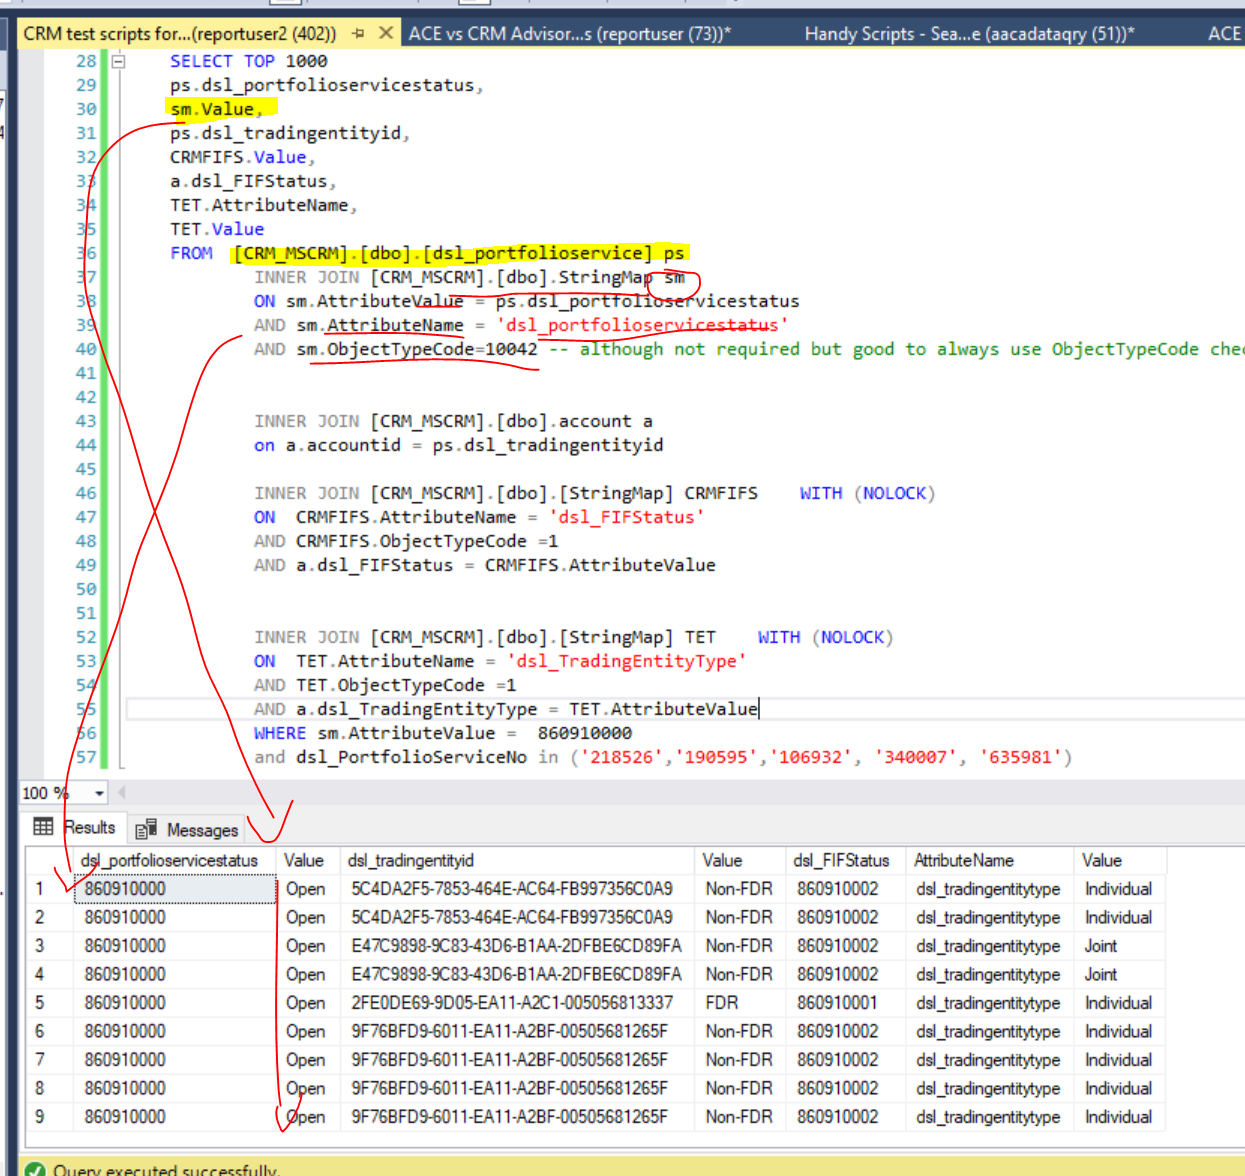 CRM test scripts for...(reportuser2 (402)) ACE vs CRM Advisor...s (reportuser (73))* Handy Scripts - Sea...e (aacadataqry (51))* ACE
28 SELECT TOP 1000
29 ps.dsl_portfolioservicestatus,
30 sm.Value,
31 ps.dsl_tradingentityid,
32 CRMFIFS.Value,
33 a.dsl_FIFStatus,
34 TET.AttributeName,
35 TET.Value
36 FROM [CRM_MSCRM].[dbo].[dsl_portfolioservice] ps
37 INNER JOIN [CRM_MSCRM].[dbo].StringMap sm
38 ON sm.AttributeValue = ps.dsl_portfolioservicestatus
39 AND sm.AttributeName = 'dsl_portfolioservicestatus'
40 AND sm.ObjectTypeCode=10042 -- although not required but good to always use ObjectTypeCode chec
41
42
43 INNER JOIN [CRM_MSCRM].[dbo].account a
44 on a.accountid = ps.dsl_tradingentityid
45
46 INNER JOIN [CRM_MSCRM].[dbo].[StringMap] CRMFIFS WITH (NOLOCK)
47 ON CRMFIFS.AttributeName = 'dsl_FIFStatus'
48 AND CRMFIFS.ObjectTypeCode =1
49 AND a.dsl_FIFStatus = CRMFIFS.AttributeValue
50
51
52 INNER JOIN [CRM_MSCRM].[dbo].[StringMap] TET WITH (NOLOCK)
53 ON TET.AttributeName = 'dsl_TradingEntityType'
54 AND TET.ObjectTypeCode =1
55 AND a.dsl_TradingEntityType = TET.AttributeValue
56 WHERE sm.AttributeValue = 860910000
57 and dsl_PortfolioServiceNo in ('218526','190595','106932', '340007', '635981')
100 %
Results Messages
dsl_portfolioservicestatus Value dsl_tradingentityid Value dsl_FIFStatus AttributeName Value
1 860910000 Open 5C4DA2F5-7853-464E-AC64-FB997356C0A9 Non-FDR 860910002 dsl_tradingentitytype Individual
2 860910000 Open 5C4DA2F5-7853-464E-AC64-FB997356C0A9 Non-FDR 860910002 dsl_tradingentitytype Individual
3 860910000 Open E47C9898-9C83-43D6-B1AA-2DFBE6CD89FA Non-FDR 860910002 dsl_tradingentitytype Joint
4 860910000 Open E47C9898-9C83-43D6-B1AA-2DFBE6CD89FA Non-FDR 860910002 dsl_tradingentitytype Joint
5 860910000 Open 2FE0DE69-9D05-EA11-A2C1-005056813337 FDR 860910001 dsl_tradingentitytype Individual
6 860910000 Open 9F76BFD9-6011-EA11-A2BF-00505681265F Non-FDR 860910002 dsl_tradingentitytype Individual
7 860910000 Open 9F76BFD9-6011-EA11-A2BF-00505681265F Non-FDR 860910002 dsl_tradingentitytype Individual
8 860910000 Open 9F76BFD9-6011-EA11-A2BF-00505681265F Non-FDR 860910002 dsl_tradingentitytype Individual
9 860910000 Open 9F76BFD9-6011-EA11-A2BF-00505681265F Non-FDR 860910002 dsl_tradingentitytype Individual
Query executed successfully.